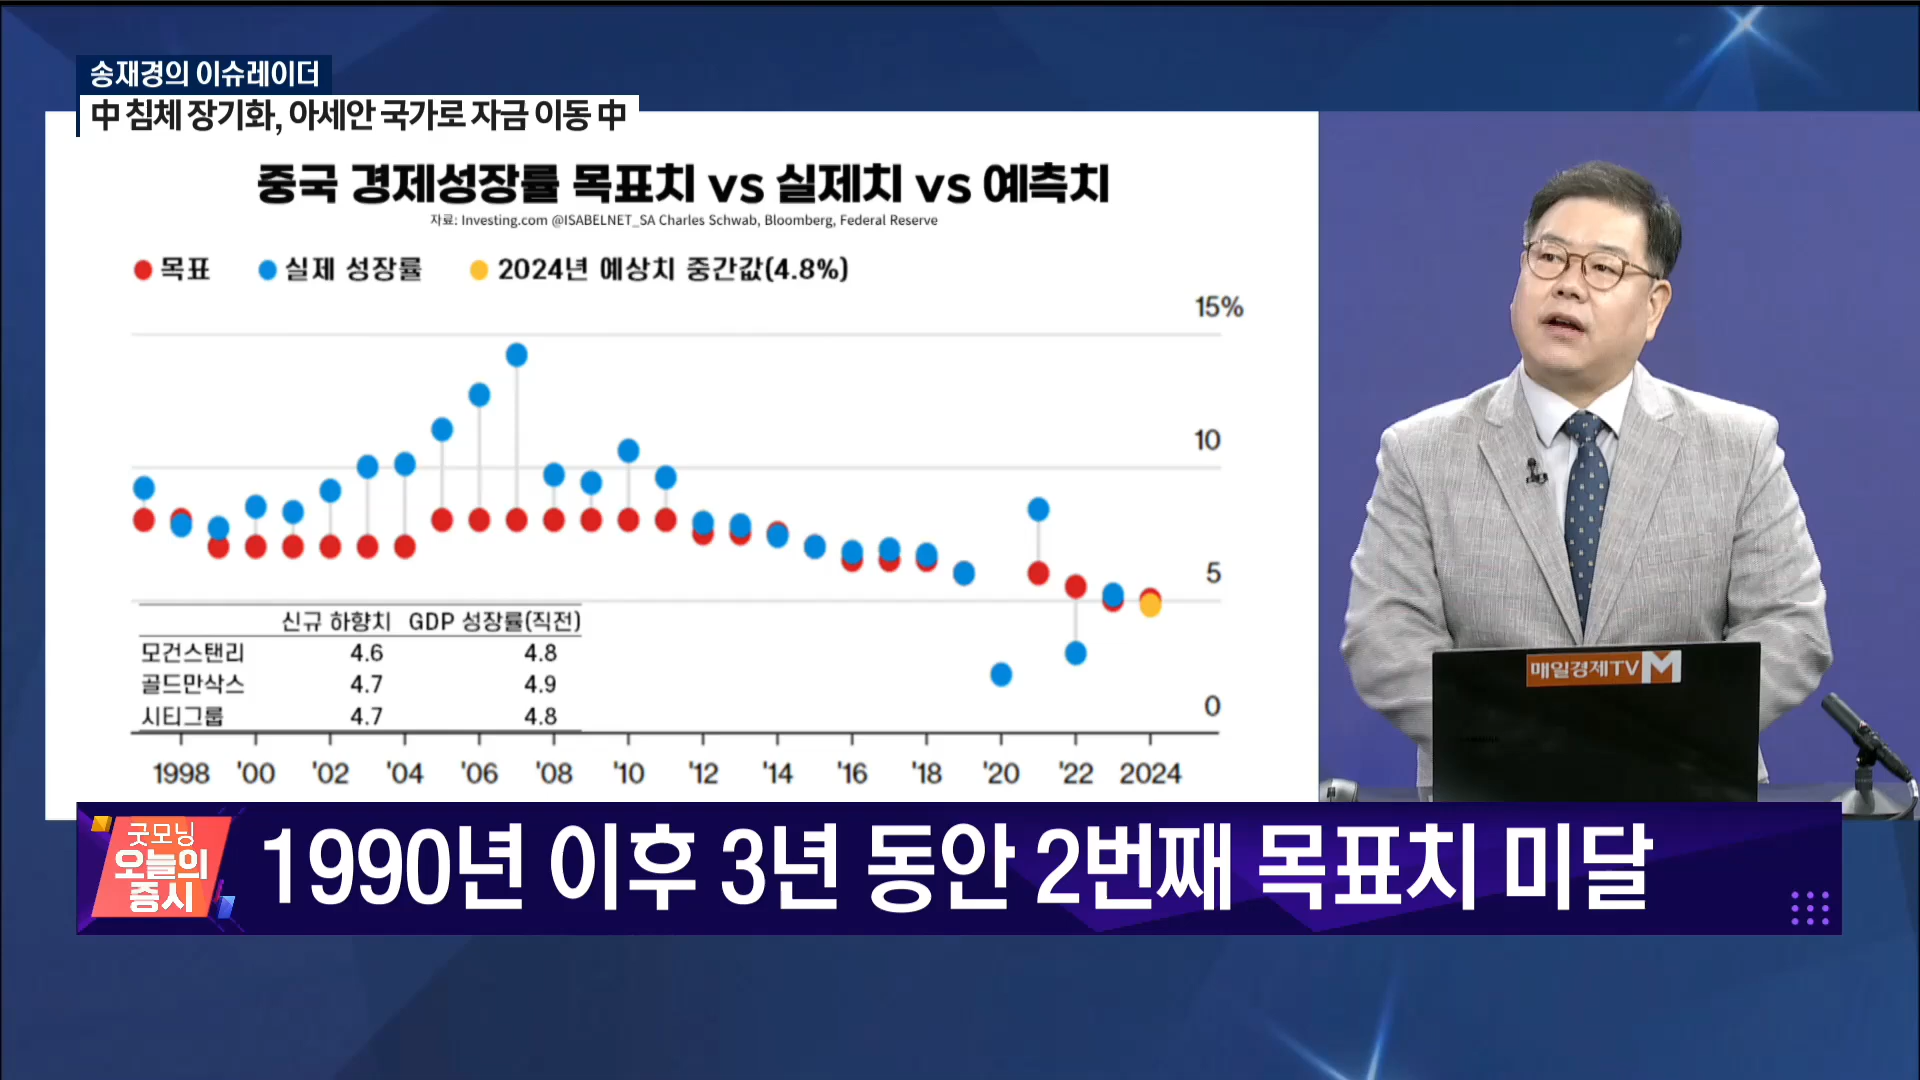 송재경의 이슈레이더
中 침체 장기화, 아세안 국가로 자금 이동 中
중국 경제성장률 목표치 vs 실제치 vs 예측치
자료: Investing.com @ISABELNET_SA Charles Schwab, Bloomberg, Federal Reserve
목표 실제 성장률 2024년 예상치 중간값(4.8%)
15%
10
5
0
신규 하향치 GDP 성장률(직전)
모건스탠리 4.6 4.8
골드만삭스 4.7 4.9
시티그룹 4.7 4.8
1998 '00 '02 '04 '06 '08 '10 '12 '14 '16 '18 '20 '22 2024
매일경제TV M
굿모닝
오늘의
증시
1990년 이후 3년 동안 2번째 목표치 미달